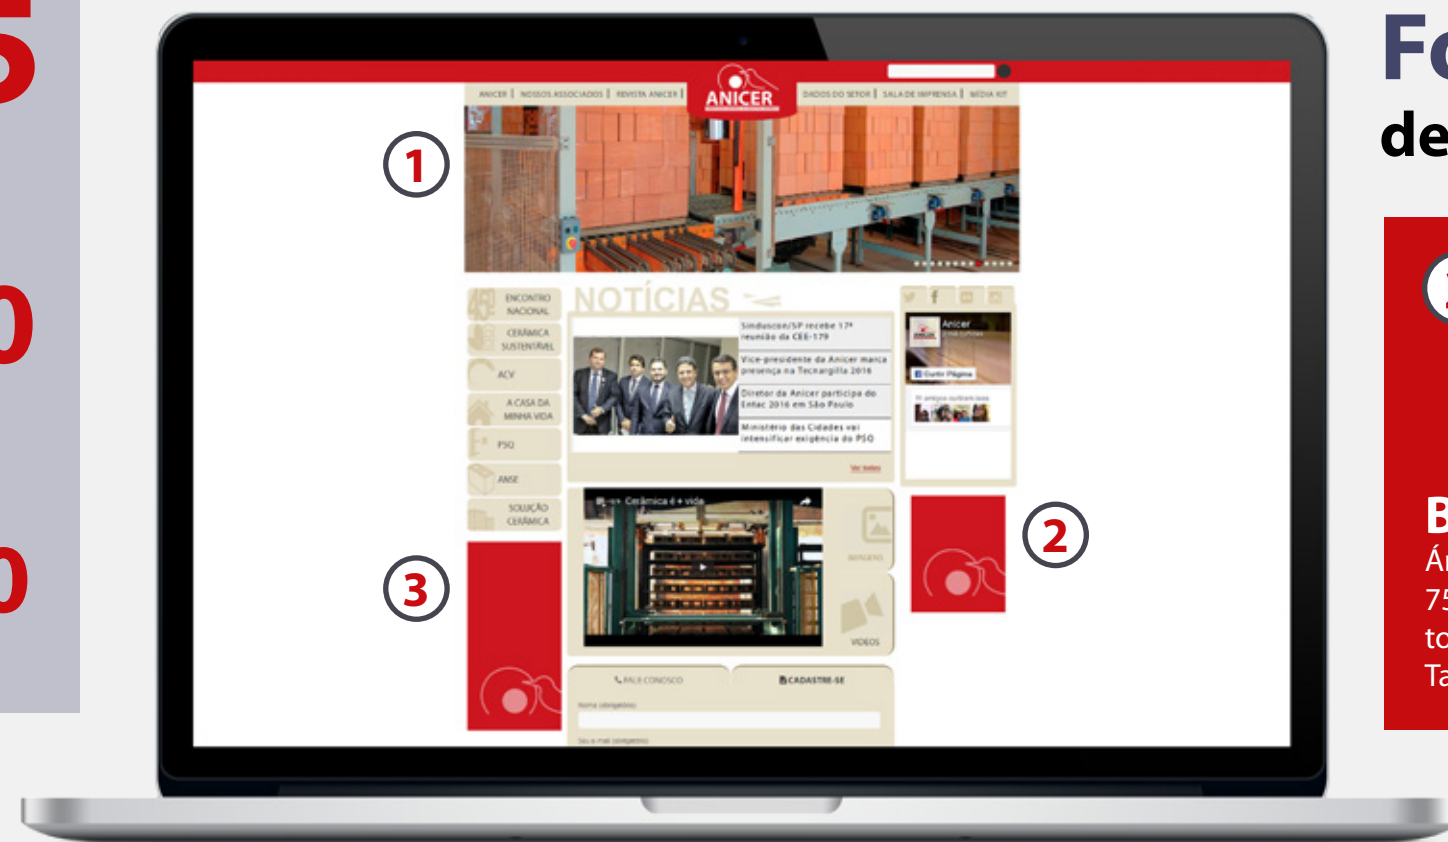 5
0
0
ANICER | NOSSOS ASSOCIADOS | REVISTA ANICER |
ANICER
DADOS DO SETOR | SALA DE IMPRENSA | MÍDIA KIT
1
ENCONTRO
NACIONAL
CERÂMICA
SUSTENTÁVEL
ACV
A CASA DA
MINHA VIDA
PSQ
ANSE
SOLUÇÃO
CERÂMICA
3
NOTÍCIAS
Sinduscon/SP recebe 17ª
reunião da CEE-179
Vice-presidente da Anicer marca
presença na Tecnargilla 2016
Diretor da Anicer participa do
Entac 2016 em São Paulo
Ministério das Cidades vai
intensificar exigência do PSQ
Ver todas
Cerâmica é + vida
IMAGENS
VIDEOS
FALE CONOSCO
CADASTRE-SE
Nome (obrigatório)
Seu e-mail (obrigatório)
Anicer
Curtir Página
2
Fo
de
B
Ár
75
to
Ta